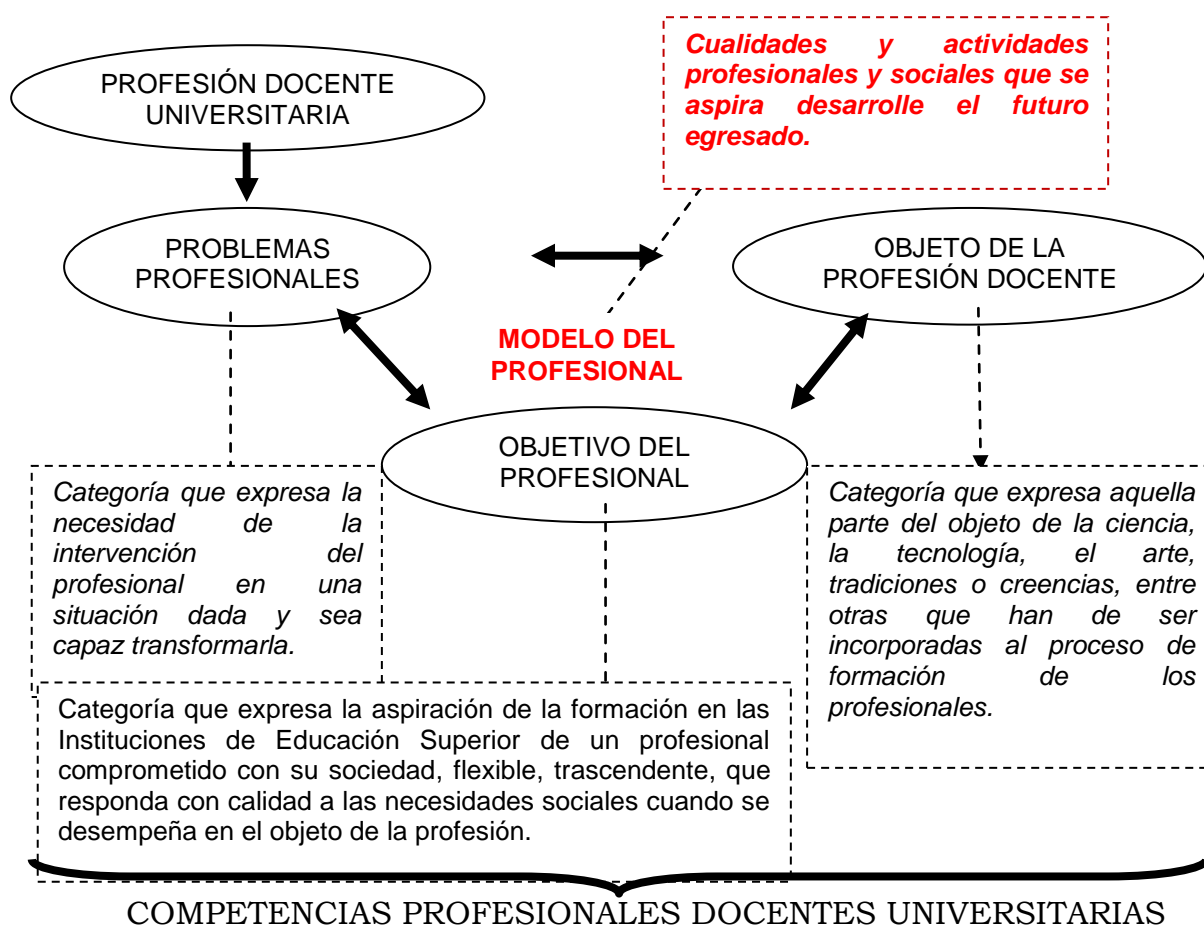 PROFESIÓN DOCENTE
UNIVERSITARIA
Cualidades y actividades
profesionales y sociales que se
aspira desarrolle el futuro
egresado.
PROBLEMAS
PROFESIONALES
OBJETO DE LA
PROFESIÓN DOCENTE
MODELO DEL
PROFESIONAL
OBJETIVO DEL
PROFESIONAL
Categoría que expresa la
necesidad de la
intervención del
profesional en una
situación dada y sea
capaz transformarla.
Categoría que expresa aquella
parte del objeto de la ciencia,
la tecnología, el arte,
tradiciones o creencias, entre
otras que han de ser
incorporadas al proceso de
formación de los
profesionales.
Categoría que expresa la aspiración de la formación en las
Instituciones de Educación Superior de un profesional
comprometido con su sociedad, flexible, trascendente, que
responda con calidad a las necesidades sociales cuando se
desempeña en el objeto de la profesión.
COMPETENCIAS PROFESIONALES DOCENTES UNIVERSITARIAS